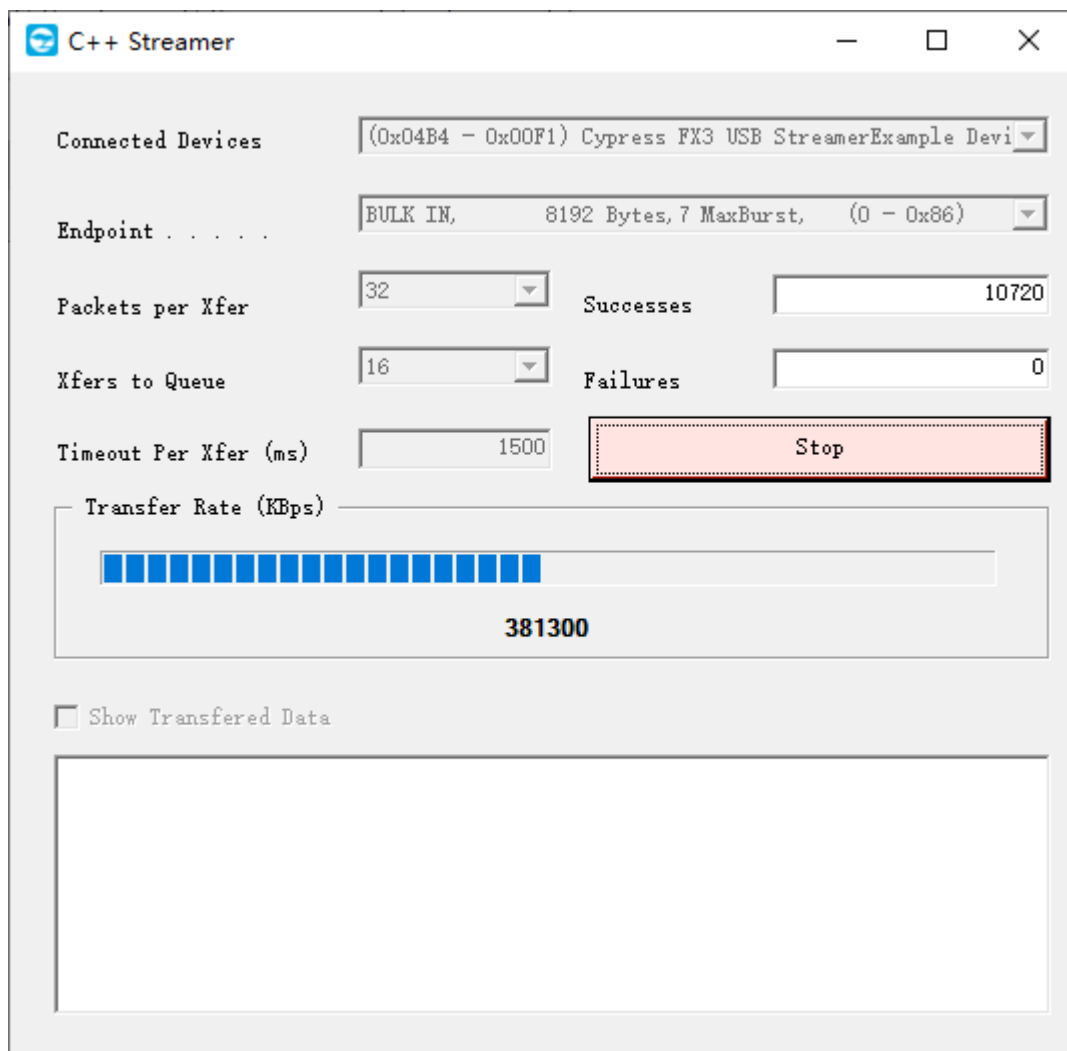 C++ Streamer
Connected Devices
(0x04B4 - 0x00F1) Cypress FX3 USB StreamerExample Devi
Endpoint . . . . .
BULK IN, 8192 Bytes, 7 MaxBurst, (0 - 0x86)
Packets per Xfer
32
Successes
10720
Xfers to Queue
16
Failures
0
Timeout Per Xfer (ms)
1500
Stop
Transfer Rate (KBps)
381300
Show Transfered Data